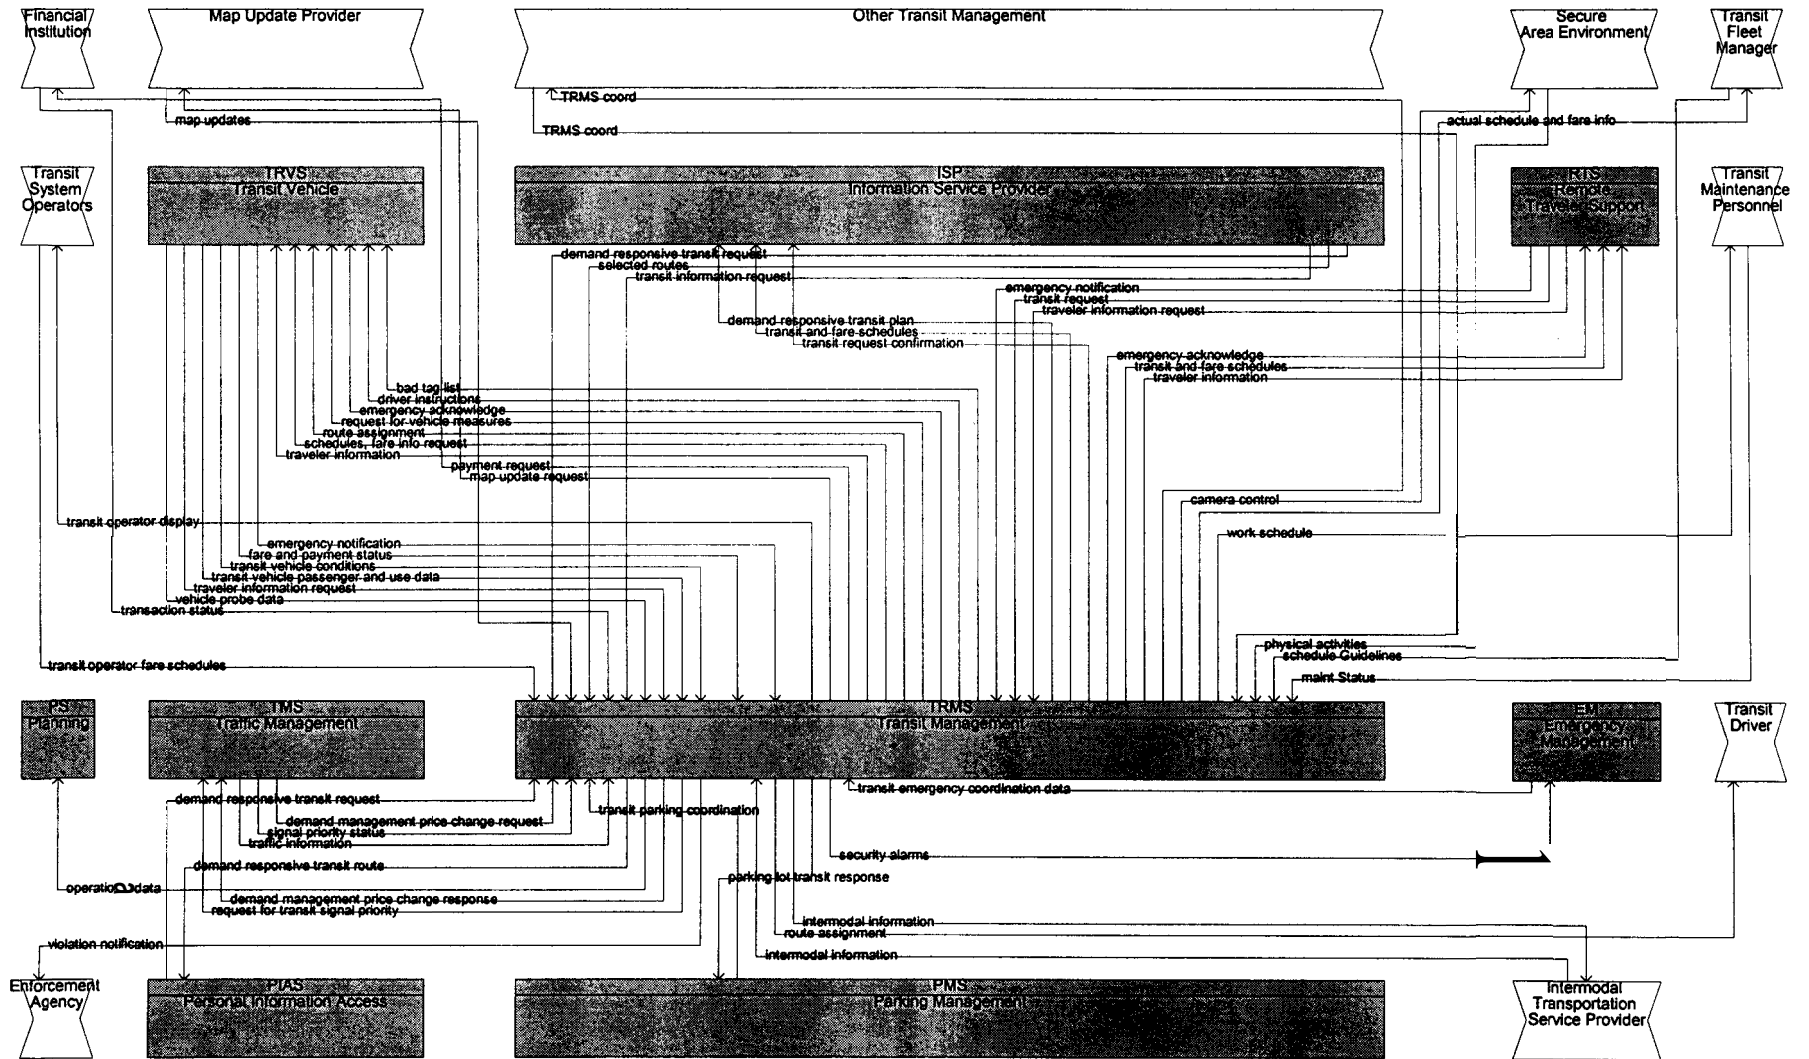 Financial
Institution
Map Update Provider
Other Transit Management
Secure
Area Environment
Transit
Fleet
Manager
TRMS coord
map updates
actual schedule and fare info
TRMS coord
Transit
System
Operators
TRVS
Transit Vehicle
ISP
Information Service Provider
RTS
Remote
Traveler Support
Transit
Maintenance
Personnel
demand responsive transit request
selected routes
transit information request
emergency notification
transit request
traveler information request
demand responsive transit plan
transit and fare schedules
transit request confirmation
emergency acknowledge
transit and fare schedules
traveler information
bad tag list
driver instructions
emergency acknowledge
request for vehicle measures
route assignment
schedules, fare info request
traveler information
payment request
map update request
camera control
transit operator display
work schedule
emergency notification
fare and payment status
transit vehicle conditions
transit vehicle passenger and use data
traveler information request
vehicle probe data
transaction status
physical activities
schedule Guidelines
transit operator fare schedules
maint Status
PS
Planning
TMS
Traffic Management
TRMS
Transit Management
EM
Emergency
Management
Transit
Driver
transit emergency coordination data
demand responsive transit request
transit parking coordination
demand management price change request
signal priority status
traffic information
security alarms
demand responsive transit route
parking lot transit response
operational data
demand management price change response
request for transit signal priority
intermodal information
route assignment
violation notification
intermodal information
Enforcement
Agency
PIAS
Personal Information Access
PMS
Parking Management
Intermodal
Transportation
Service Provider